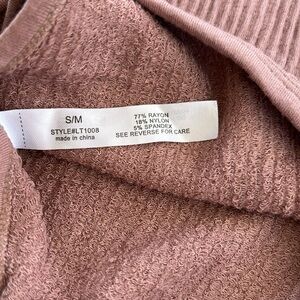 S/M
STYLE#LT1008
made in china
77% RAYON
18% NYLON
5% SPANDEX
SEE REVERSE FOR CARE